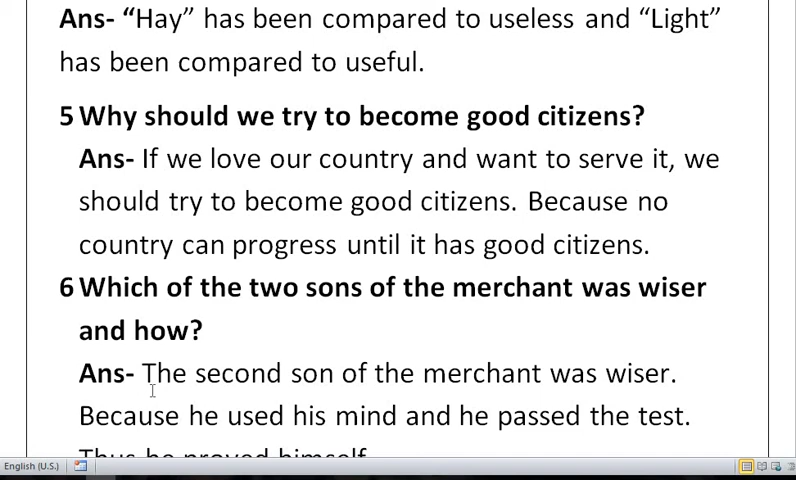 Ans- “Hay” has been compared to useless and “Light”
has been compared to useful.
5 Why should we try to become good citizens?
Ans- If we love our country and want to serve it, we
should try to become good citizens. Because no
country can progress until it has good citizens.
6 Which of the two sons of the merchant was wiser
and how?
Ans- The second son of the merchant was wiser.
Because he used his mind and he passed the test.
Thus he proved himself
English (U.S.)